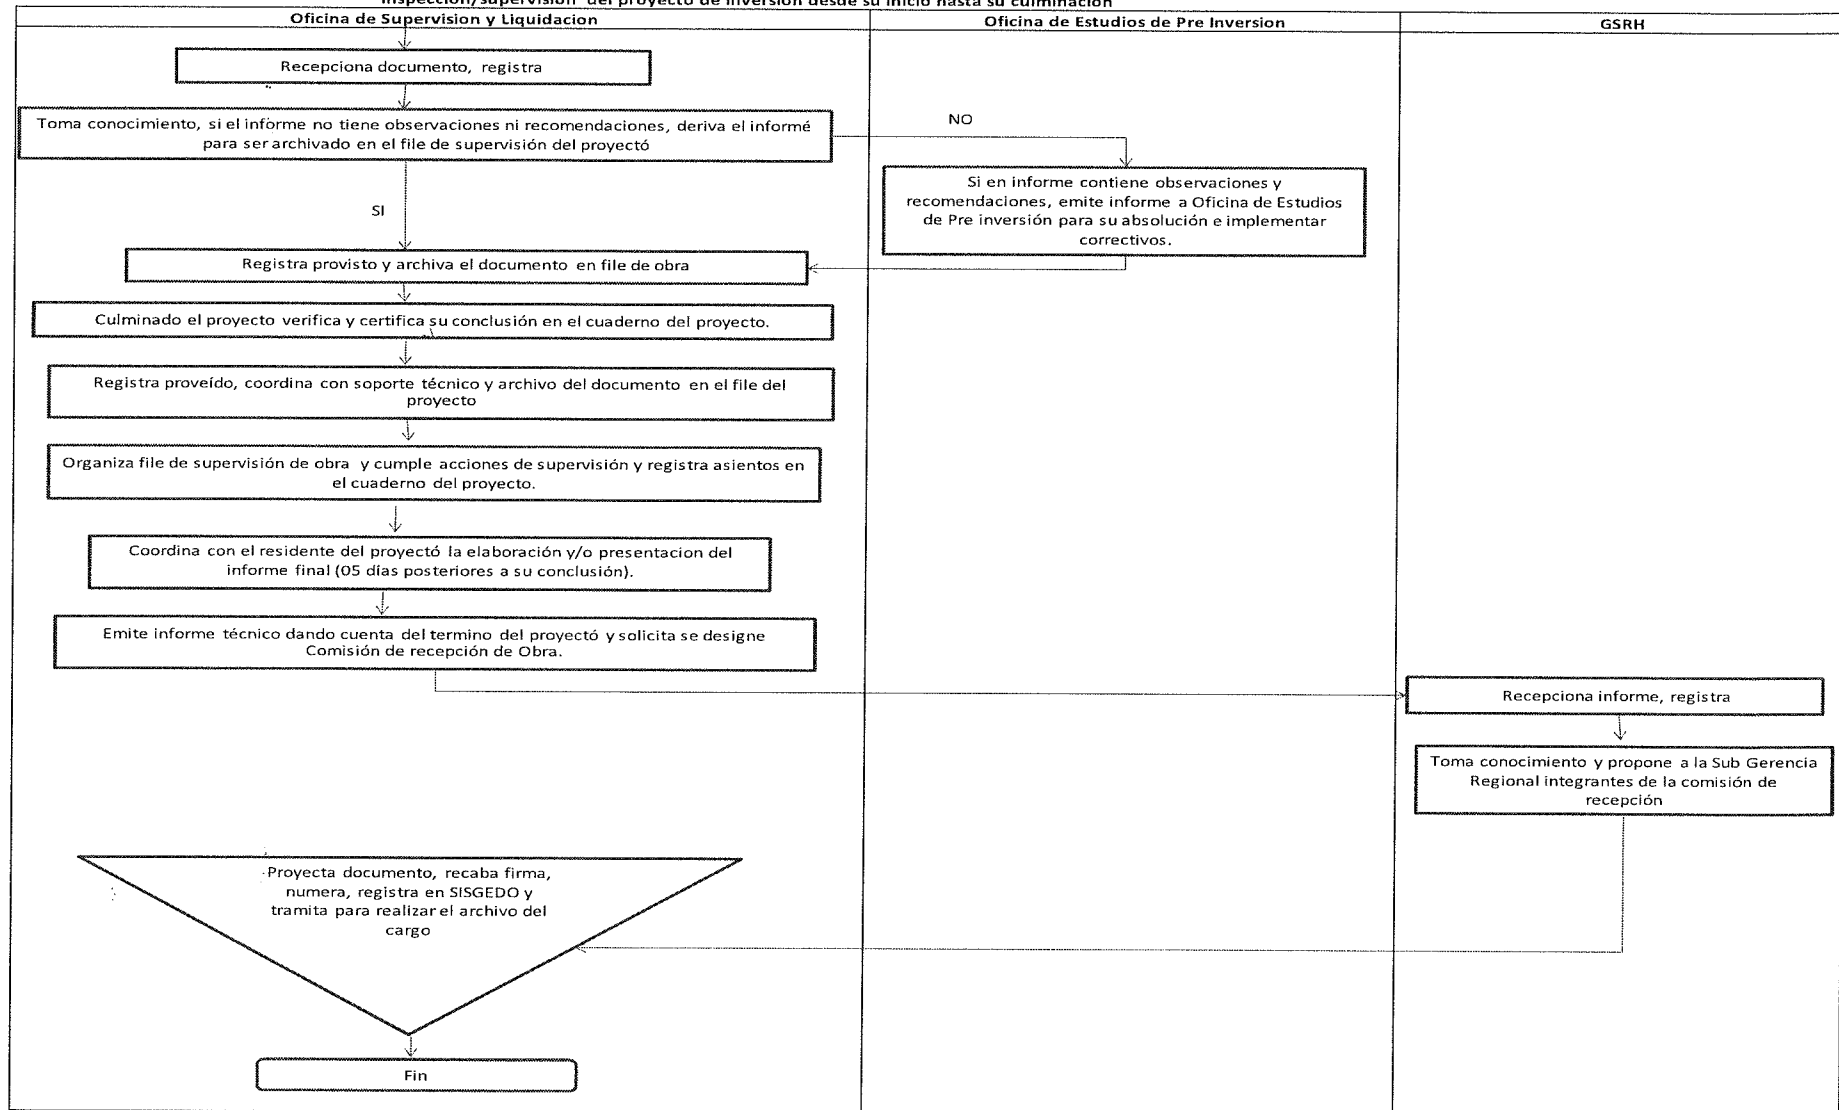 Inspección/supervisión del proyecto de inversión desde su inicio hasta su culminación
Oficina de Supervision y Liquidacion
Oficina de Estudios de Pre Inversion
GSRH
Recepciona documento, registra
Toma conocimiento, si el informe no tiene observaciones ni recomendaciones, deriva el informé
para ser archivado en el file de supervisión del proyectó
NO
Si en informe contiene observaciones y
recomendaciones, emite informe a Oficina de Estudios
de Pre inversión para su absolución e implementar
correctivos.
SI
Registra provisto y archiva el documento en file de obra
Culminado el proyecto verifica y certifica su conclusión en el cuaderno del proyecto.
Registra proveído, coordina con soporte técnico y archivo del documento en el file del
proyecto
Organiza file de supervisión de obra y cumple acciones de supervisión y registra asientos en
el cuaderno del proyecto.
Coordina con el residente del proyectó la elaboración y/o presentacion del
informe final (05 días posteriores a su conclusión).
Emite informe técnico dando cuenta del termino del proyectó y solicita se designe
Comisión de recepción de Obra.
Recepciona informe, registra
Toma conocimiento y propone a la Sub Gerencia
Regional integrantes de la comisión de
recepción
Proyecta documento, recaba firma,
numera, registra en SISGEDO y
tramita para realizar el archivo del
cargo
Fin